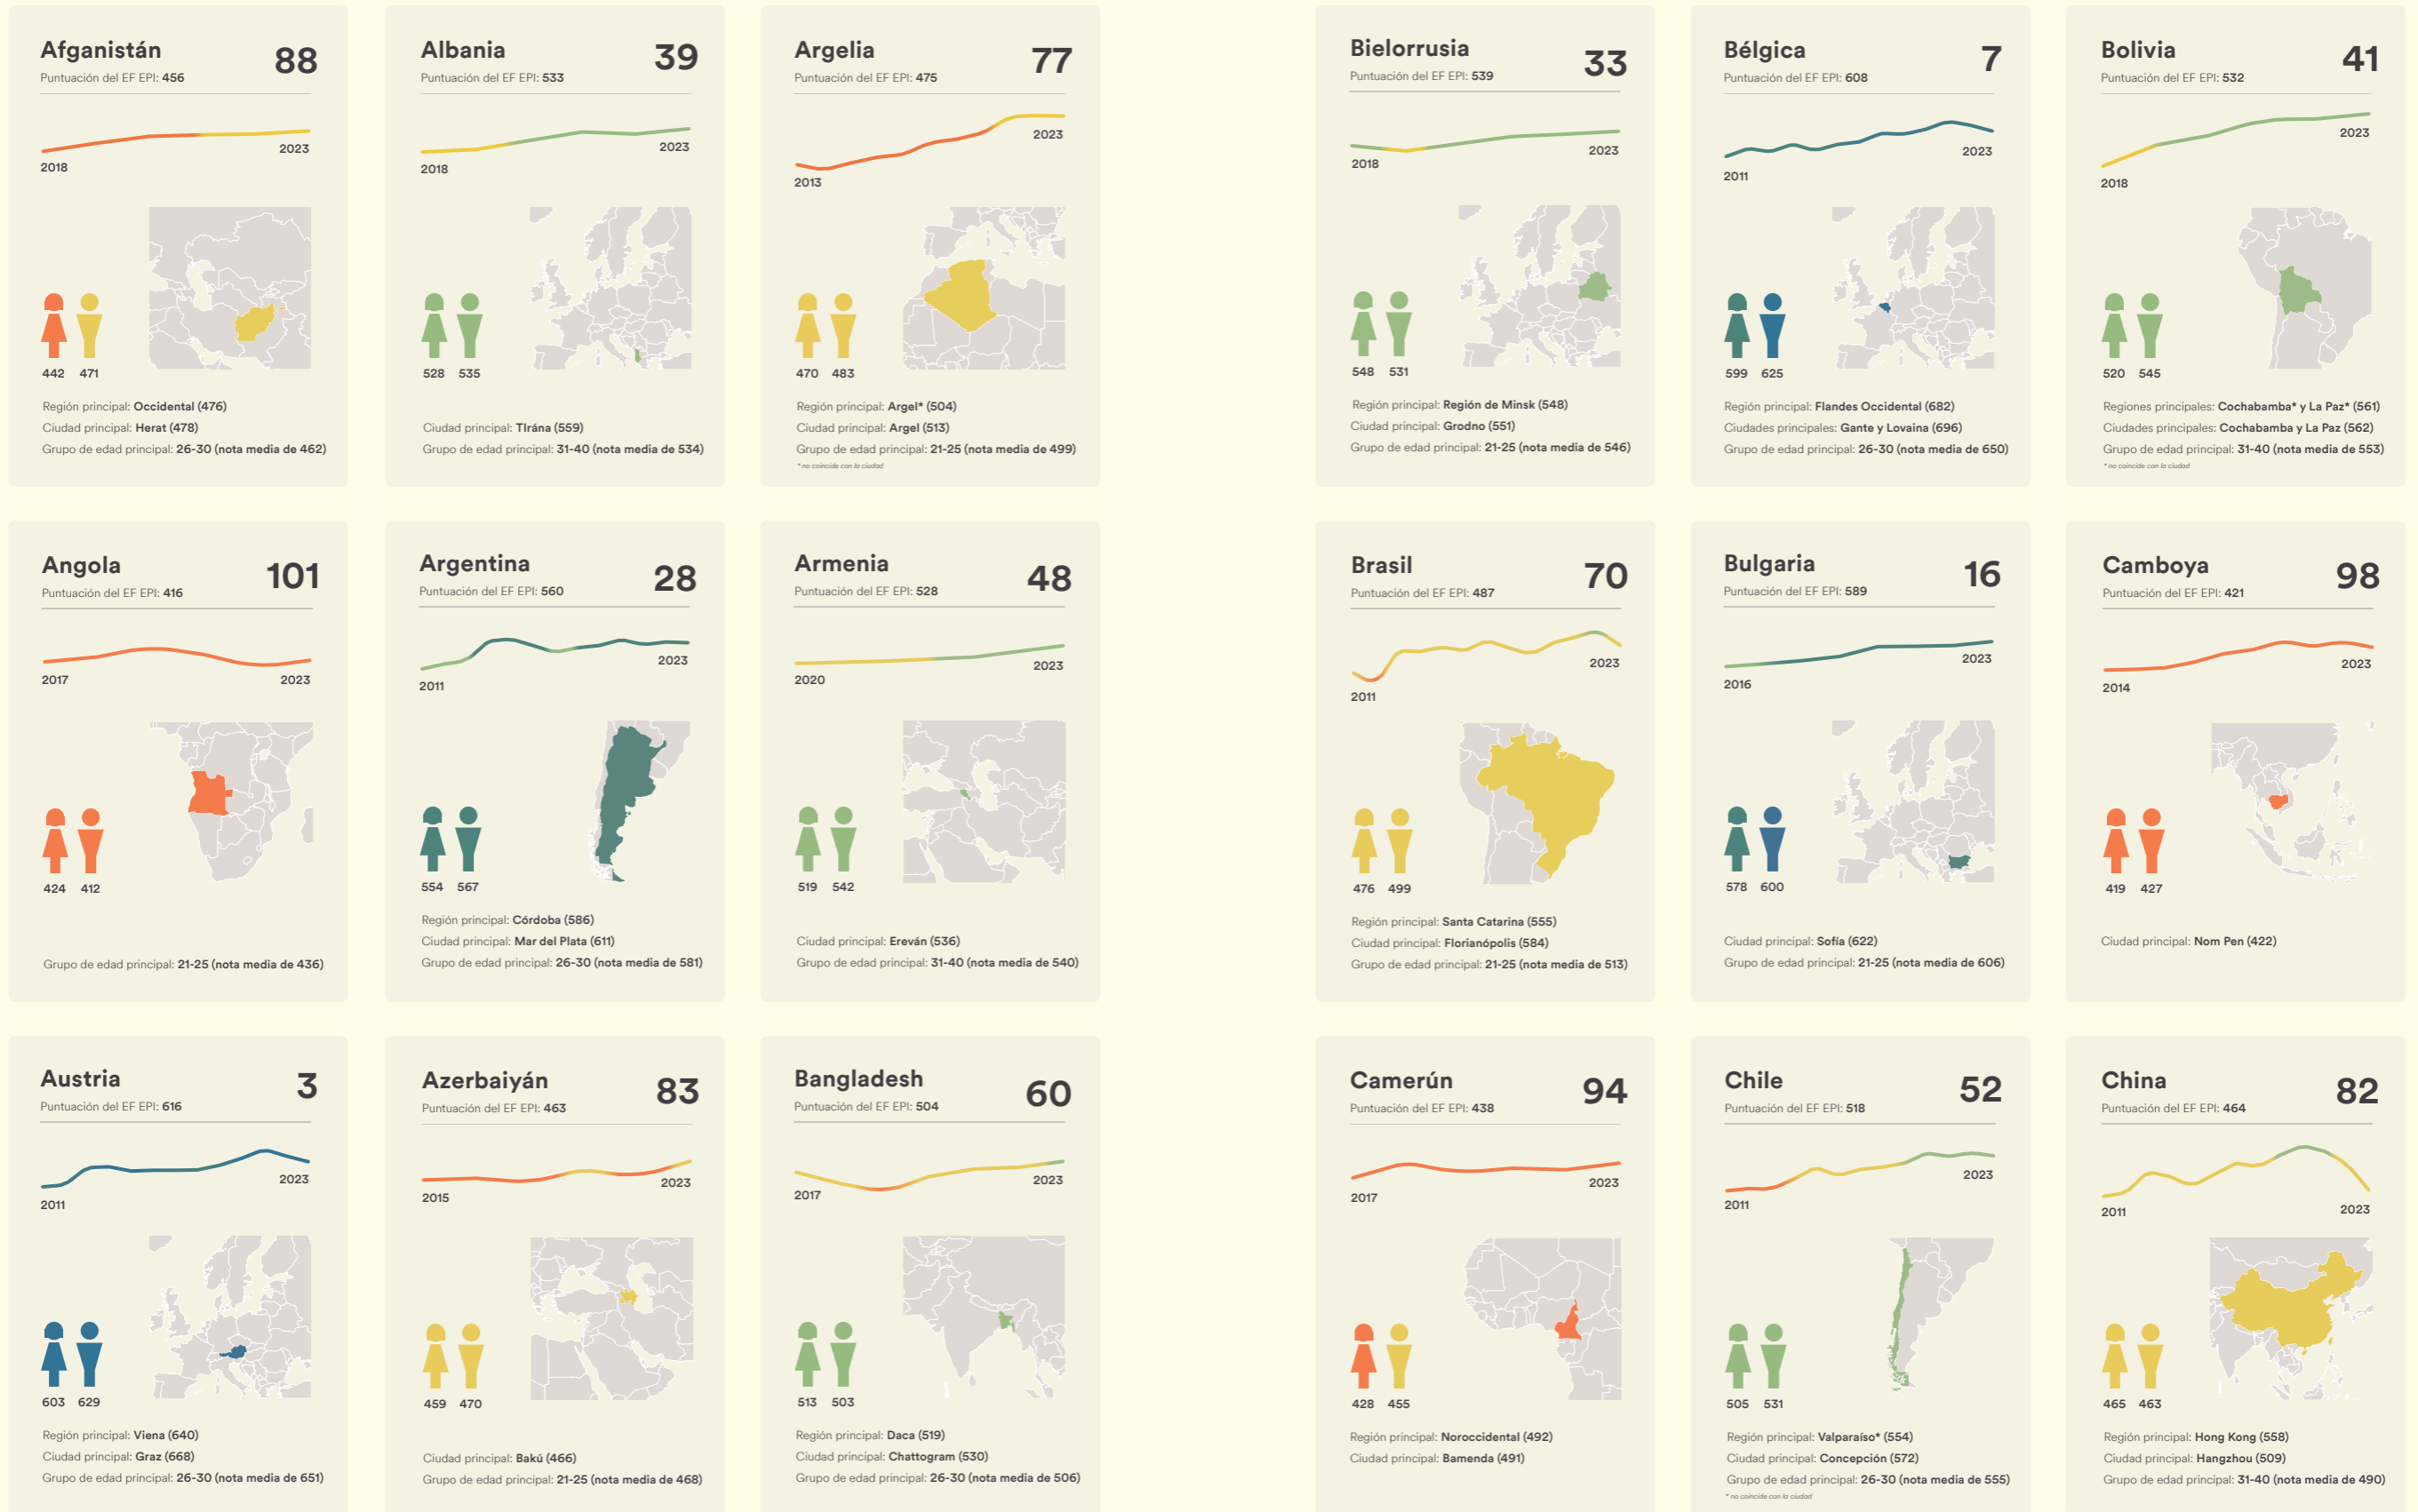 Afganistán
88
Puntuación del EF EPI: 456
2018
2023
442 471
Región principal: Occidental (476)
Ciudad principal: Herat (478)
Grupo de edad principal: 26-30 (nota media de 462)
Albania
39
Puntuación del EF EPI: 533
2018
2023
528 535
Ciudad principal: TIrána (559)
Grupo de edad principal: 31-40 (nota media de 534)
Argelia
77
Puntuación del EF EPI: 475
2013
2023
470 483
Región principal: Argel* (504)
Ciudad principal: Argel (513)
Grupo de edad principal: 21-25 (nota media de 499)
* no coincide con la ciudad
Bielorrusia
33
Puntuación del EF EPI: 539
2018
2023
548 531
Región principal: Región de Minsk (548)
Ciudad principal: Grodno (551)
Grupo de edad principal: 21-25 (nota media de 546)
Bélgica
7
Puntuación del EF EPI: 608
2011
2023
599 625
Región principal: Flandes Occidental (682)
Ciudades principales: Gante y Lovaina (696)
Grupo de edad principal: 26-30 (nota media de 650)
Bolivia
41
Puntuación del EF EPI: 532
2018
2023
520 545
Regiones principales: Cochabamba* y La Paz* (561)
Ciudades principales: Cochabamba y La Paz (562)
Grupo de edad principal: 31-40 (nota media de 553)
* no coincide con la ciudad
Angola
101
Puntuación del EF EPI: 416
2017
2023
424 412
Grupo de edad principal: 21-25 (nota media de 436)
Argentina
28
Puntuación del EF EPI: 560
2011
2023
554 567
Región principal: Córdoba (586)
Ciudad principal: Mar del Plata (611)
Grupo de edad principal: 26-30 (nota media de 581)
Armenia
48
Puntuación del EF EPI: 528
2020
2023
519 542
Ciudad principal: Ereván (536)
Grupo de edad principal: 31-40 (nota media de 540)
Brasil
70
Puntuación del EF EPI: 487
2011
2023
476 499
Región principal: Santa Catarina (555)
Ciudad principal: Florianópolis (584)
Grupo de edad principal: 21-25 (nota media de 513)
Bulgaria
16
Puntuación del EF EPI: 589
2016
2023
578 600
Ciudad principal: Sofía (622)
Grupo de edad principal: 21-25 (nota media de 606)
Camboya
98
Puntuación del EF EPI: 421
2014
2023
419 427
Ciudad principal: Nom Pen (422)
Austria
3
Puntuación del EF EPI: 616
2011
2023
603 629
Región principal: Viena (640)
Ciudad principal: Graz (668)
Grupo de edad principal: 26-30 (nota media de 651)
Azerbaiyán
83
Puntuación del EF EPI: 463
2015
2023
459 470
Ciudad principal: Bakú (466)
Grupo de edad principal: 21-25 (nota media de 468)
Bangladesh
60
Puntuación del EF EPI: 504
2017
2023
513 503
Región principal: Daca (519)
Ciudad principal: Chattogram (530)
Grupo de edad principal: 26-30 (nota media de 506)
Camerún
94
Puntuación del EF EPI: 438
2017
2023
428 455
Región principal: Noroccidental (492)
Ciudad principal: Bamenda (491)
Chile
52
Puntuación del EF EPI: 518
2011
2023
505 531
Región principal: Valparaíso* (554)
Ciudad principal: Concepción (572)
Grupo de edad principal: 26-30 (nota media de 555)
* no coincide con la ciudad
China
82
Puntuación del EF EPI: 464
2011
2023
465 463
Región principal: Hong Kong (558)
Ciudad principal: Hangzhou (509)
Grupo de edad principal: 31-40 (nota media de 490)